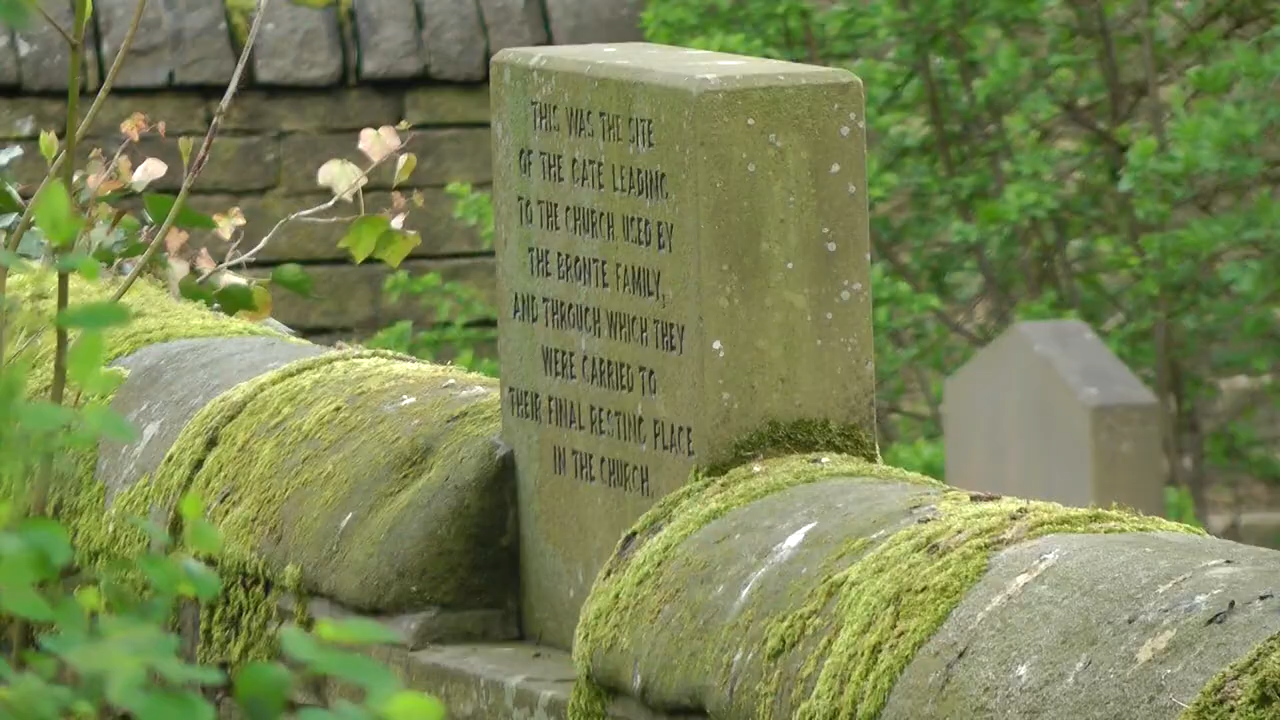 THIS WAS THE SITE
OF THE GATE LEADING
TO THE CHURCH USED BY
THE BRONTE FAMILY,
AND THROUGH WHICH THEY
WERE CARRIED TO
THEIR FINAL RESTING PLACE
IN THE CHURCH.